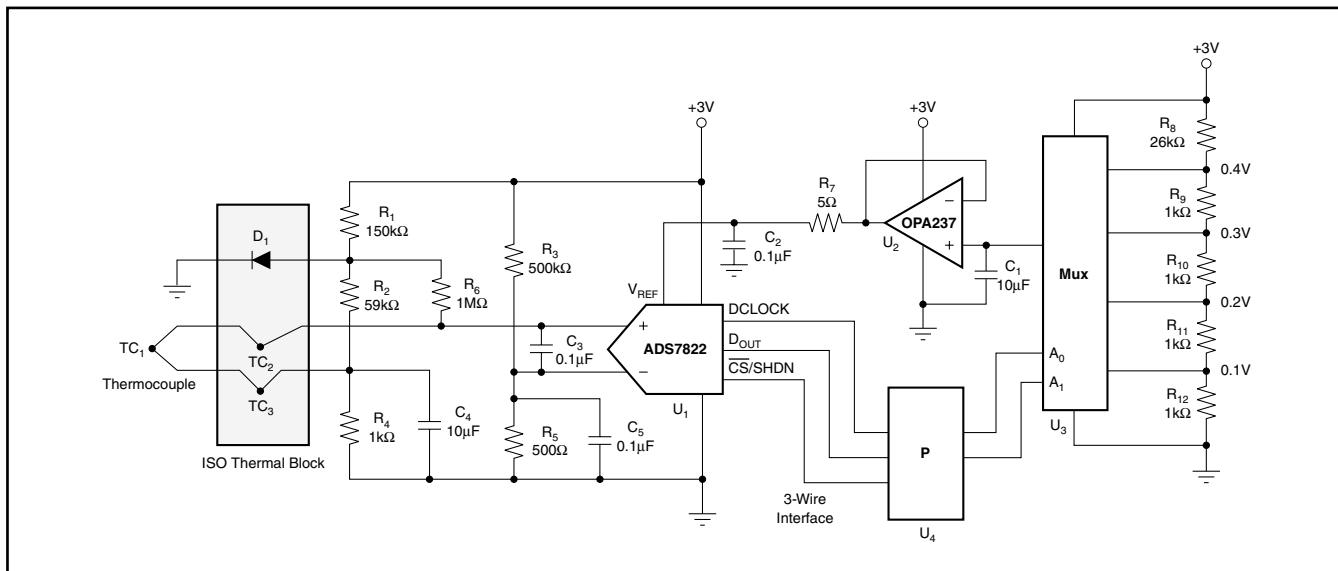 +3V
R8
26kΩ
0.4V
R9
1kΩ
0.3V
R10
1kΩ
0.2V
R11
1kΩ
0.1V
R12
1kΩ
Mux
A0
A1
U3
+3V
OPA237
−
+
U2
R7
5Ω
C1
10µF
C2
0.1µF
+3V
R1
150kΩ
D1
R2
59kΩ
R6
1MΩ
R3
500kΩ
VREF
ADS7822
+
−
DCLOCK
DOUT
CS/SHDN
U1
C3
0.1µF
TC1
Thermocouple
TC2
TC3
ISO Thermal Block
R4
1kΩ
C4
10µF
R5
500Ω
C5
0.1µF
3-Wire
Interface
P
U4